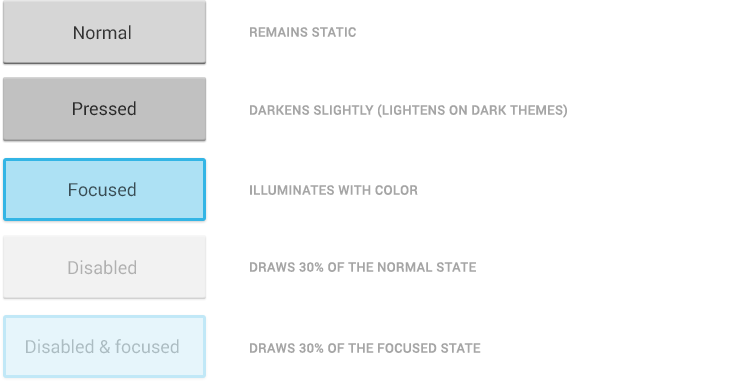 Normal
REMAINS STATIC
Pressed
DARKENS SLIGHTLY (LIGHTENS ON DARK THEMES)
Focused
ILLUMINATES WITH COLOR
Disabled
DRAWS 30% OF THE NORMAL STATE
Disabled & focused
DRAWS 30% OF THE FOCUSED STATE